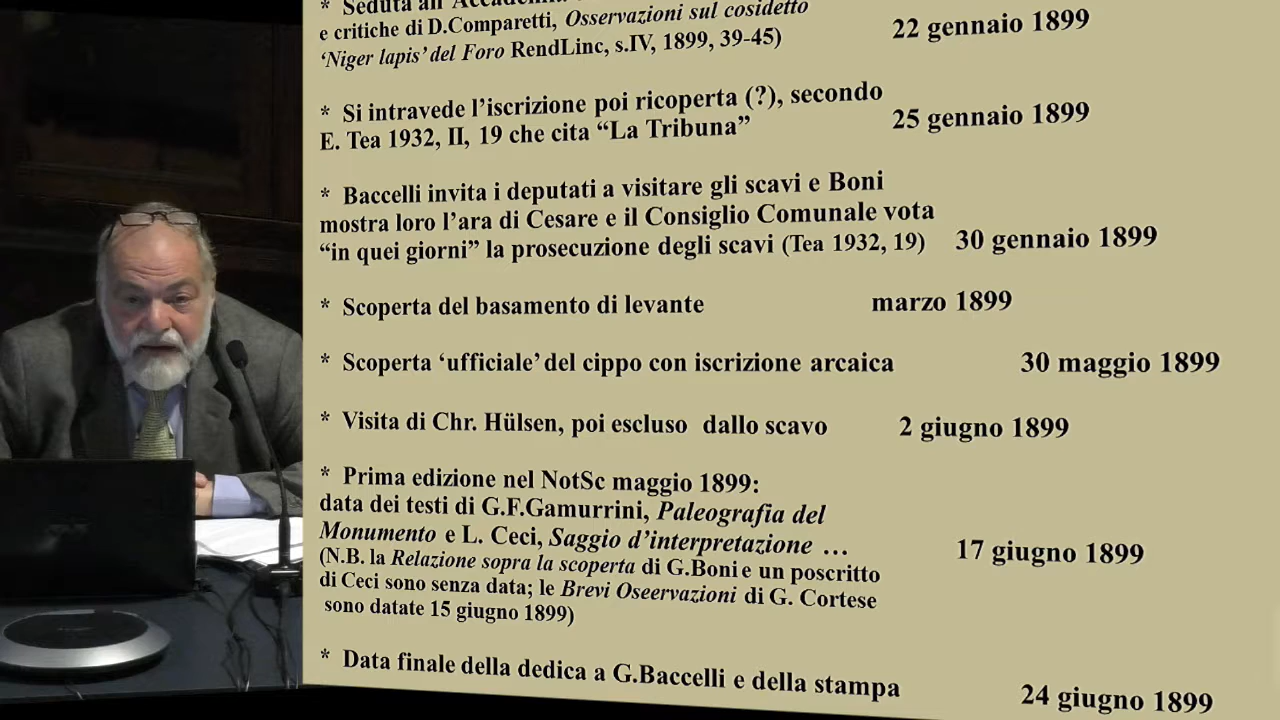 * Seduta all'Accademia
e critiche di D.Comparetti, Osservazioni sul cosidetto
‘Niger lapis’ del Foro RendLinc, s.IV, 1899, 39-45)
22 gennaio 1899
* Si intravede l’iscrizione poi ricoperta (?), secondo
E. Tea 1932, II, 19 che cita “La Tribuna”
25 gennaio 1899
* Baccelli invita i deputati a visitare gli scavi e Boni
mostra loro l’ara di Cesare e il Consiglio Comunale vota
“in quei giorni” la prosecuzione degli scavi (Tea 1932, 19)
30 gennaio 1899
* Scoperta del basamento di levante
marzo 1899
* Scoperta ‘ufficiale’ del cippo con iscrizione arcaica
30 maggio 1899
* Visita di Chr. Hülsen, poi escluso dallo scavo
2 giugno 1899
* Prima edizione nel NotSc maggio 1899:
data dei testi di G.F.Gamurrini, Paleografia del
Monumento e L. Ceci, Saggio d’interpretazione …
17 giugno 1899
(N.B. la Relazione sopra la scoperta di G.Boni e un poscritto
di Ceci sono senza data; le Brevi Oseervazioni di G. Cortese
sono datate 15 giugno 1899)
* Data finale della dedica a G.Baccelli e della stampa
24 giugno 1899